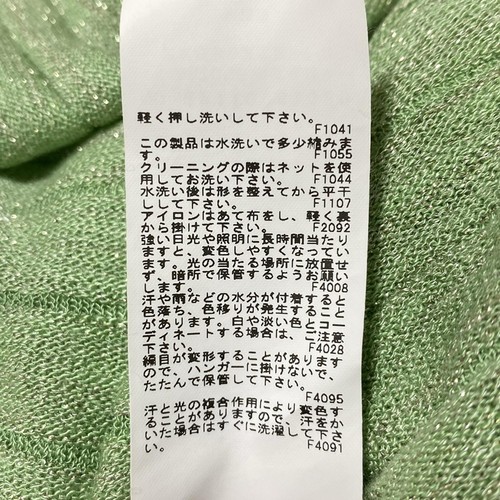 軽く押し洗いして下さい。
F1041
この製品は水洗いで多少縮みま
す。 F1055
クリーニングの際はネットを使
用してお洗い下さい。 F1044
水洗い後は形を整えてから平干
しして下さい。 F1107
アイロンはあて布をし、軽く裏
から掛けて下さい。 F2092
強い日光や照明に長時間当たり
ますと、変色しやすくなってい
ます。光の当たる場所に放置せ
ず、暗所で保管するようお願い
します。 F4008
汗や雨などの水分が付着すると
色落ち、色移りが発生すること
があります。白や淡い色とコー
ディネートする場合は、ご注意
下さい。 F4028
編目が変形することがあります
ので、ハンガーに掛けないで、
たたんで保管して下さい。
F4095
汗と光の複合作用により変色す
ることがありますので、汗をか
いた場合はすぐに洗濯して下さ
い。 F4091